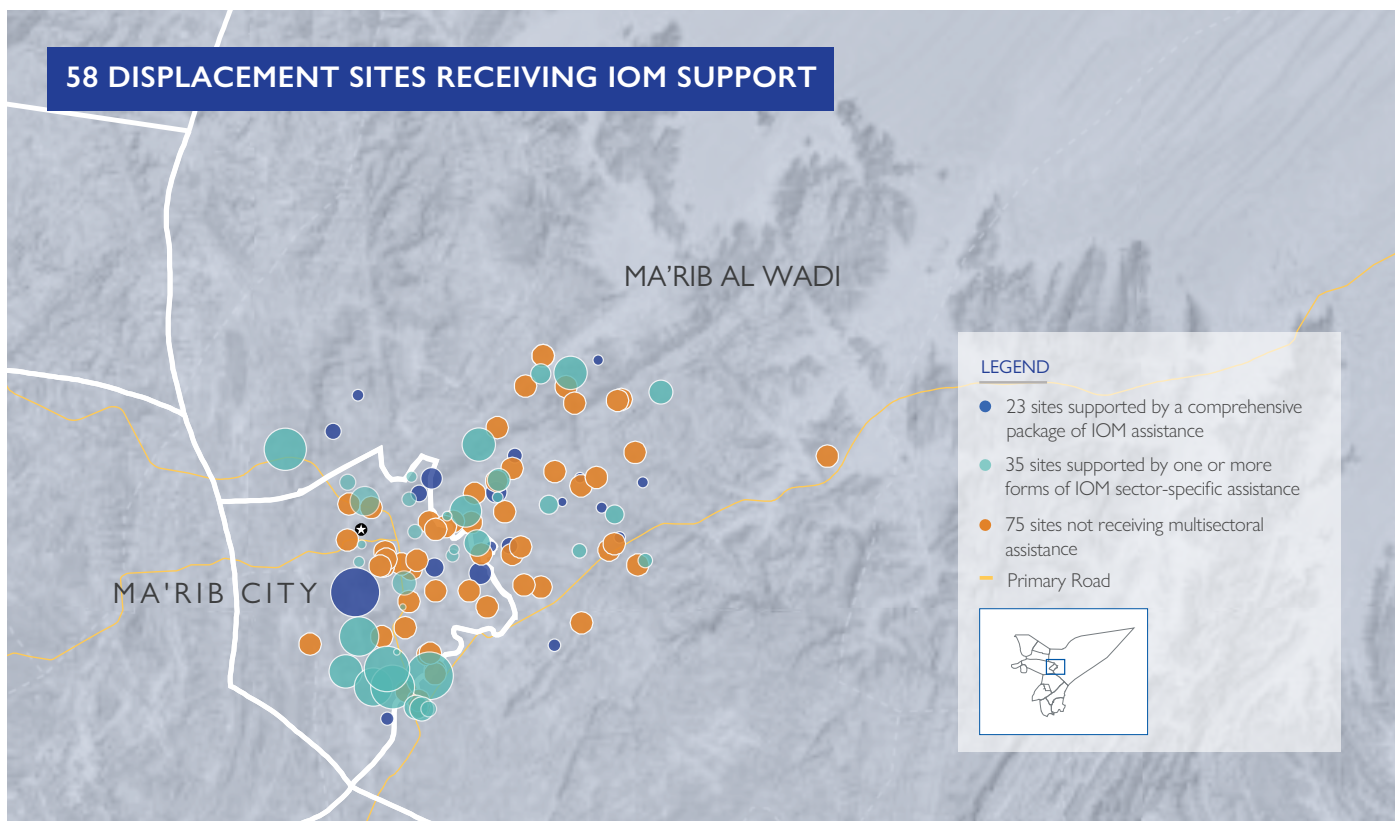 58 DISPLACEMENT SITES RECEIVING IOM SUPPORT
MA'RIB AL WADI
MA'RIB CITY
LEGEND
23 sites supported by a comprehensive
package of IOM assistance
35 sites supported by one or more
forms of IOM sector-specific assistance
75 sites not receiving multisectoral
assistance
Primary Road